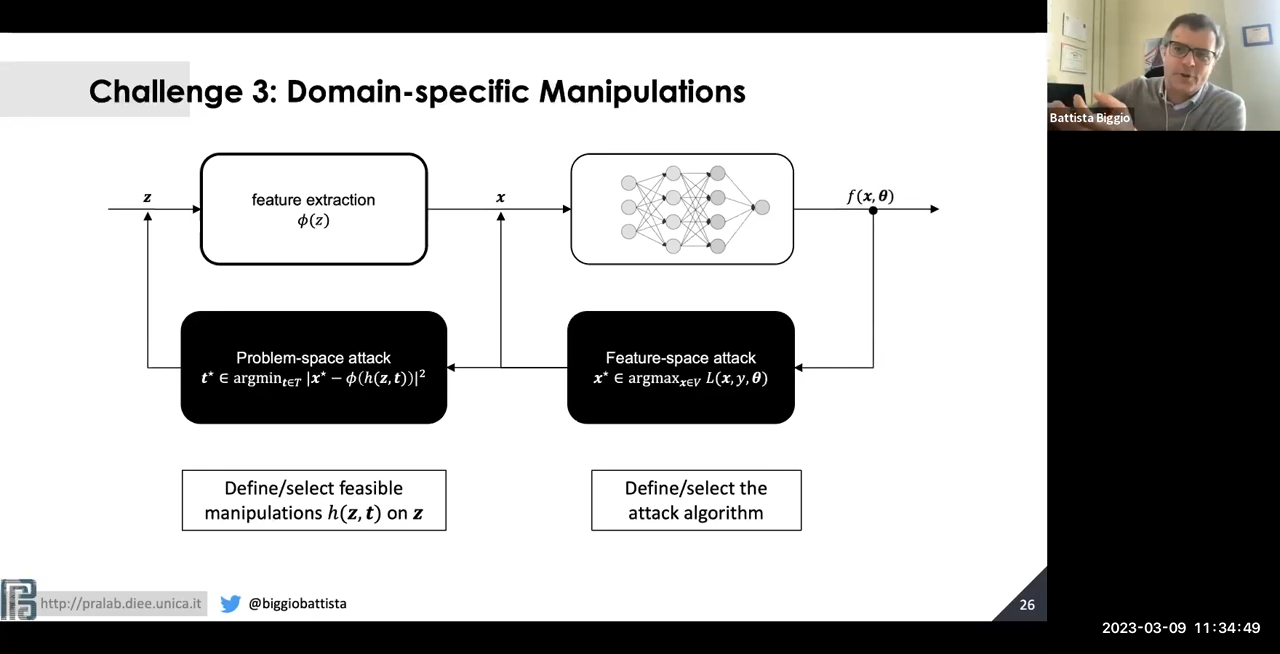 Challenge 3: Domain-specific Manipulations
Battista Biggio
z
feature extraction
ϕ(z)
x
f(x, θ)
Problem-space attack
t⋆ ∈ argmin_{t∈T} |x⋆ − ϕ(h(z, t))|²
Feature-space attack
x⋆ ∈ argmax_{x∈V} L(x, y, θ)
Define/select feasible
manipulations h(z, t) on z
Define/select the
attack algorithm
http://pralab.diee.unica.it
@biggiobattista
26
2023-03-09 11:34:49